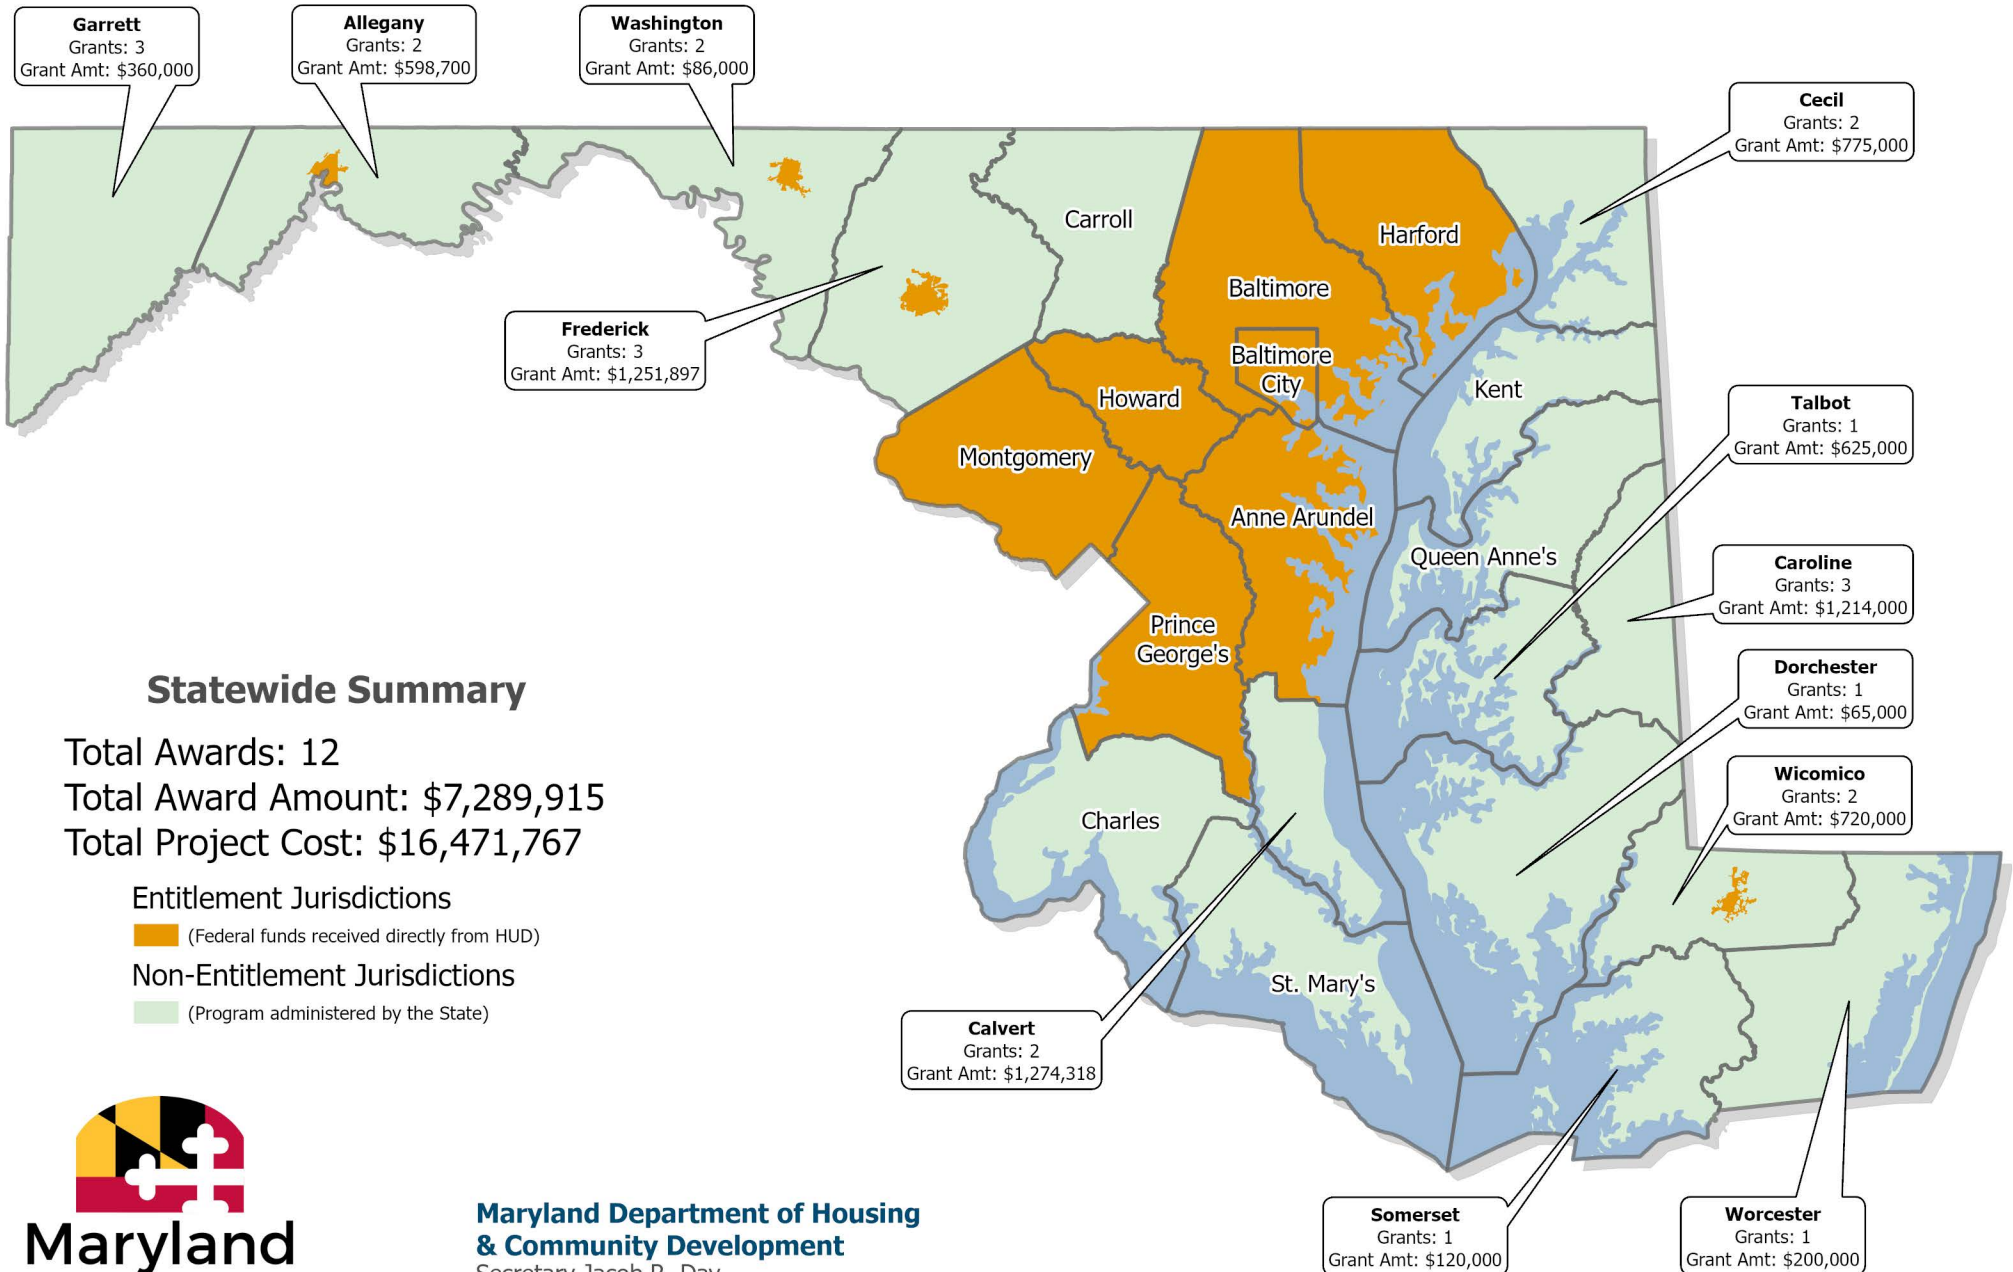 Garrett
Grants: 3
Grant Amt: $360,000
Allegany
Grants: 2
Grant Amt: $598,700
Washington
Grants: 2
Grant Amt: $86,000
Cecil
Grants: 2
Grant Amt: $775,000
Carroll
Harford
Baltimore
Frederick
Grants: 3
Grant Amt: $1,251,897
Baltimore
City
Howard
Kent
Talbot
Grants: 1
Grant Amt: $625,000
Montgomery
Anne Arundel
Queen Anne's
Caroline
Grants: 3
Grant Amt: $1,214,000
Prince
George's
Dorchester
Grants: 1
Grant Amt: $65,000
Wicomico
Grants: 2
Grant Amt: $720,000
Charles
St. Mary's
Calvert
Grants: 2
Grant Amt: $1,274,318
Somerset
Grants: 1
Grant Amt: $120,000
Worcester
Grants: 1
Grant Amt: $200,000
Statewide Summary
Total Awards: 12
Total Award Amount: $7,289,915
Total Project Cost: $16,471,767
Entitlement Jurisdictions
(Federal funds received directly from HUD)
Non-Entitlement Jurisdictions
(Program administered by the State)
Maryland
Maryland Department of Housing
& Community Development
Secretary Jacob R. Day